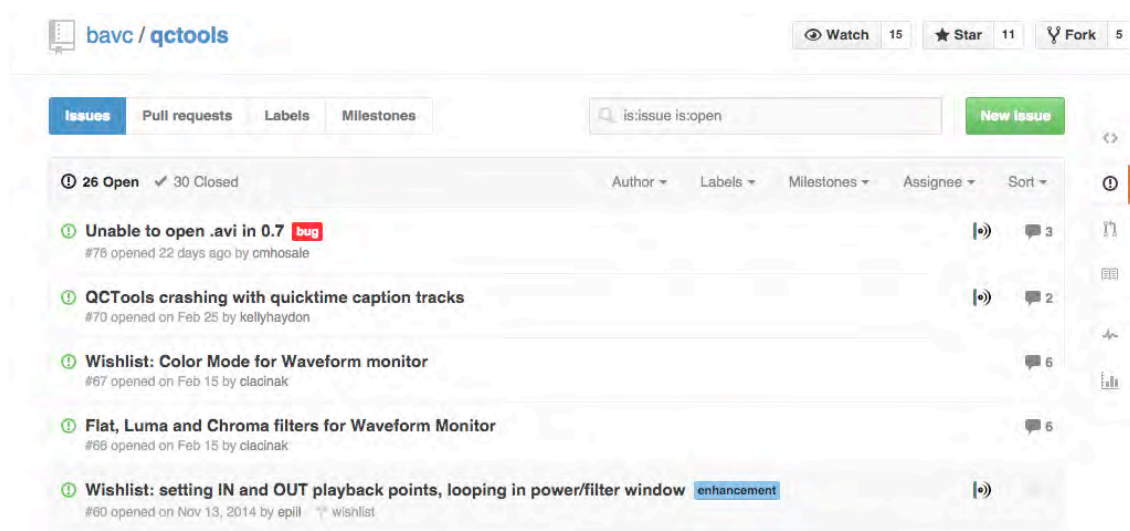 bavc / qctools
Watch 15 Star 11 Fork 5
Issues Pull requests Labels Milestones
is:issue is:open
New Issue
26 Open 30 Closed
Author Labels Milestones Assignee Sort
Unable to open .avi in 0.7 bug
3
#76 opened 22 days ago by cmhosale
QCTools crashing with quicktime caption tracks
2
#70 opened on Feb 25 by kellyhaydon
Wishlist: Color Mode for Waveform monitor
6
#67 opened on Feb 15 by clacinak
Flat, Luma and Chroma filters for Waveform Monitor
6
#66 opened on Feb 15 by clacinak
Wishlist: setting IN and OUT playback points, looping in power/filter window enhancement
#60 opened on Nov 13, 2014 by epiil wishlist